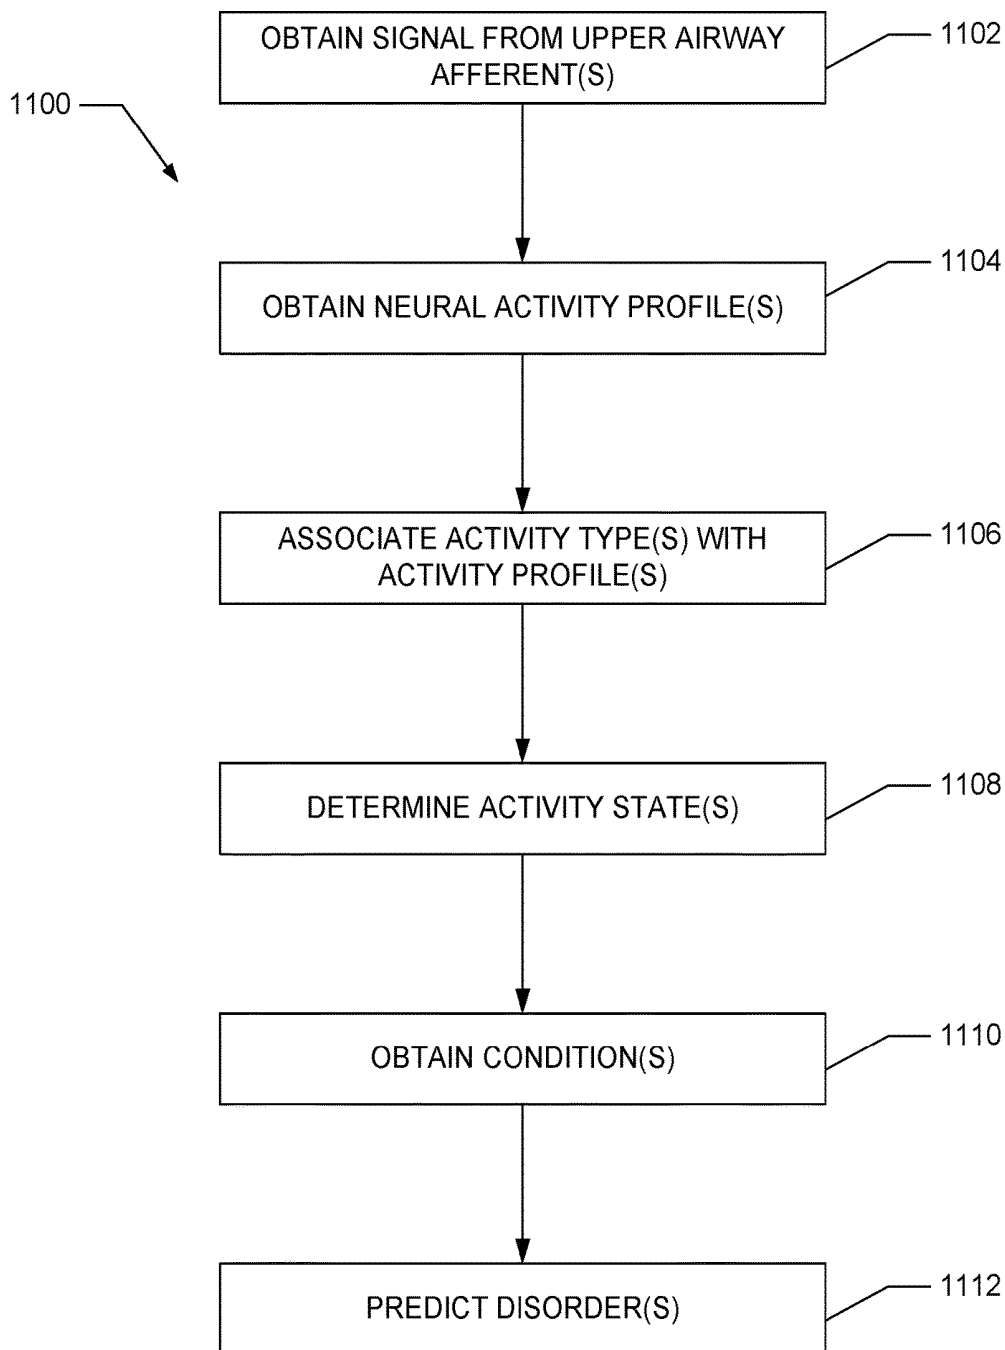 OBTAIN SIGNAL FROM UPPER AIRWAY
AFFERENT(S)
1102
1100
OBTAIN NEURAL ACTIVITY PROFILE(S)
1104
ASSOCIATE ACTIVITY TYPE(S) WITH
ACTIVITY PROFILE(S)
1106
DETERMINE ACTIVITY STATE(S)
1108
OBTAIN CONDITION(S)
1110
PREDICT DISORDER(S)
1112